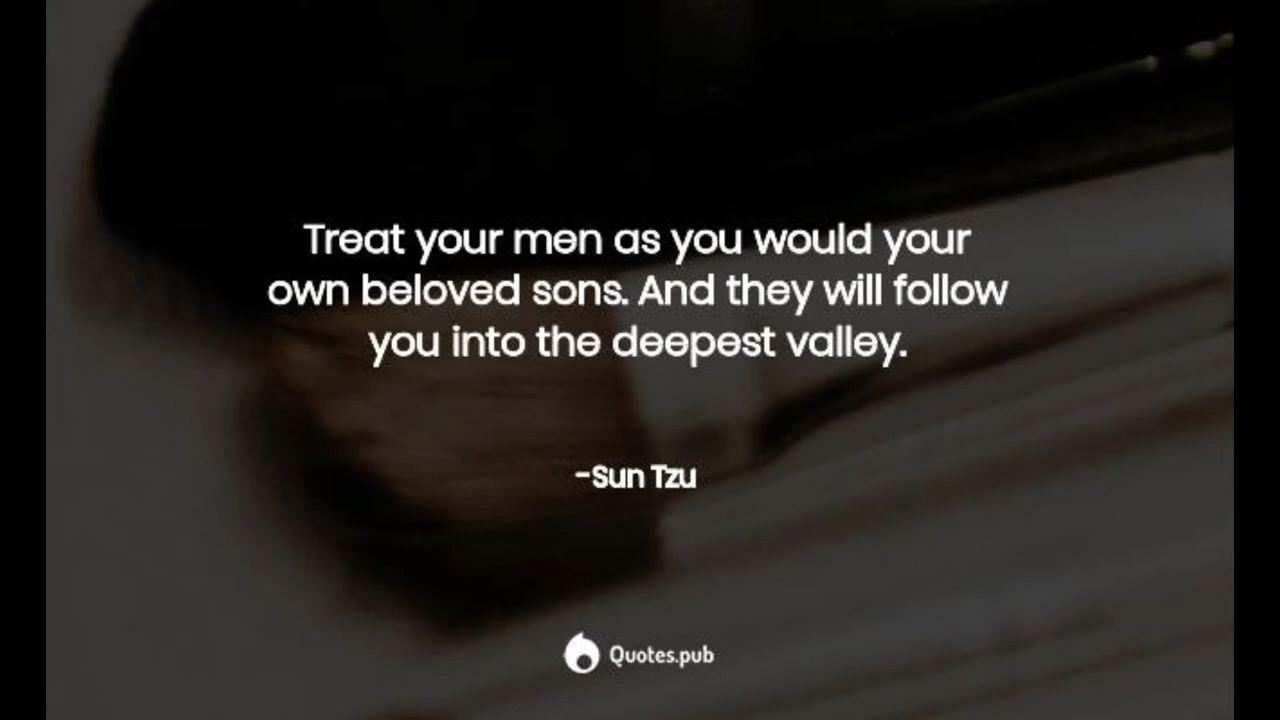 Treat your men as you would your
own beloved sons. And they will follow
you into the deepest valley.
-Sun Tzu
Quotes.pub